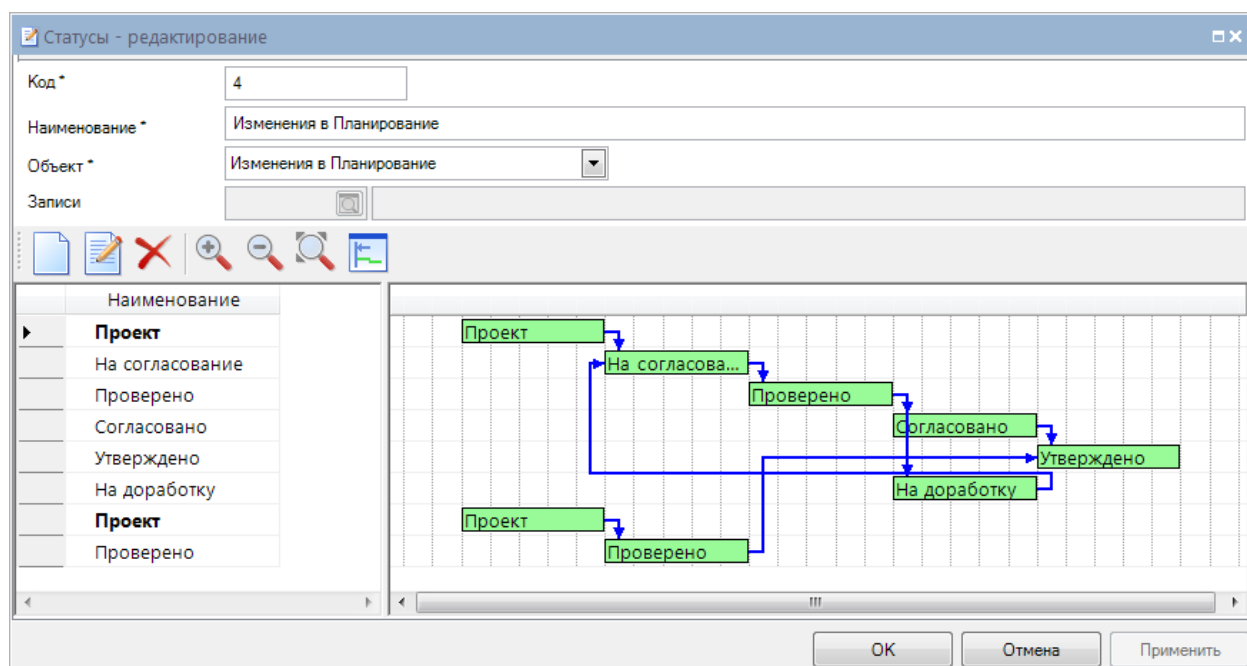 Статусы - редактирование
Код *
4
Наименование *
Изменения в Планирование
Объект *
Изменения в Планирование
Записи
Наименование
Проект
На согласование
Проверено
Согласовано
Утверждено
На доработку
Проект
Проверено
Проект
На согласова...
Проверено
Согласовано
Утверждено
На доработку
Проект
Проверено
ОК Отмена Применить